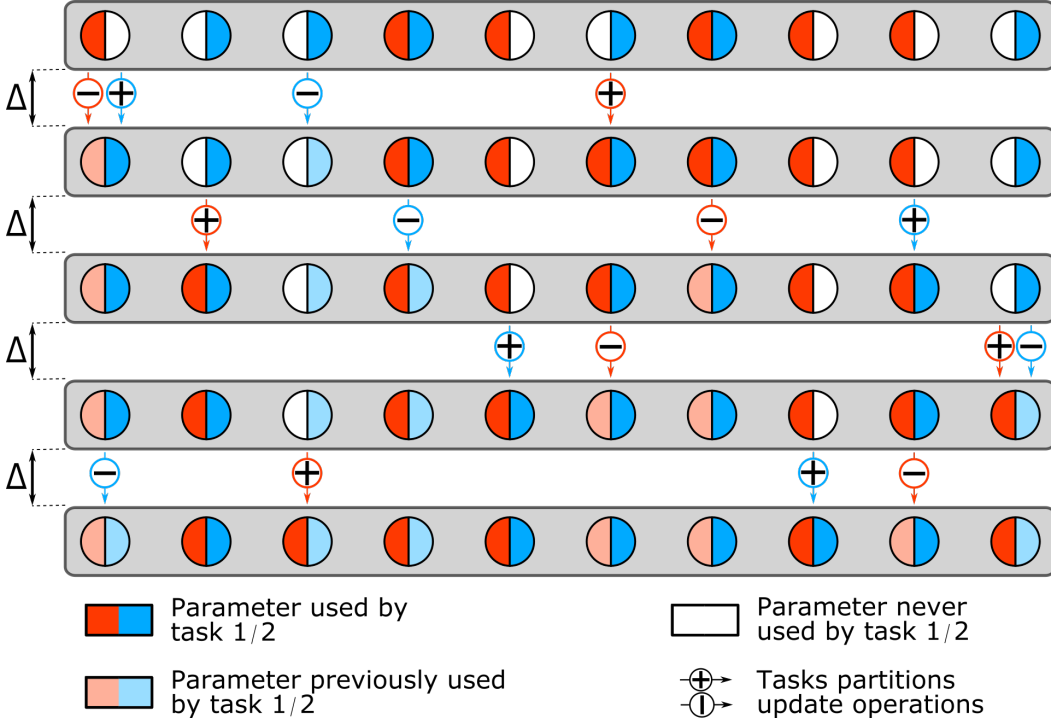 Δ
Δ
Δ
Δ
Parameter used by
task 1/2
Parameter never
used by task 1/2
Parameter previously used
by task 1/2
Tasks partitions
update operations